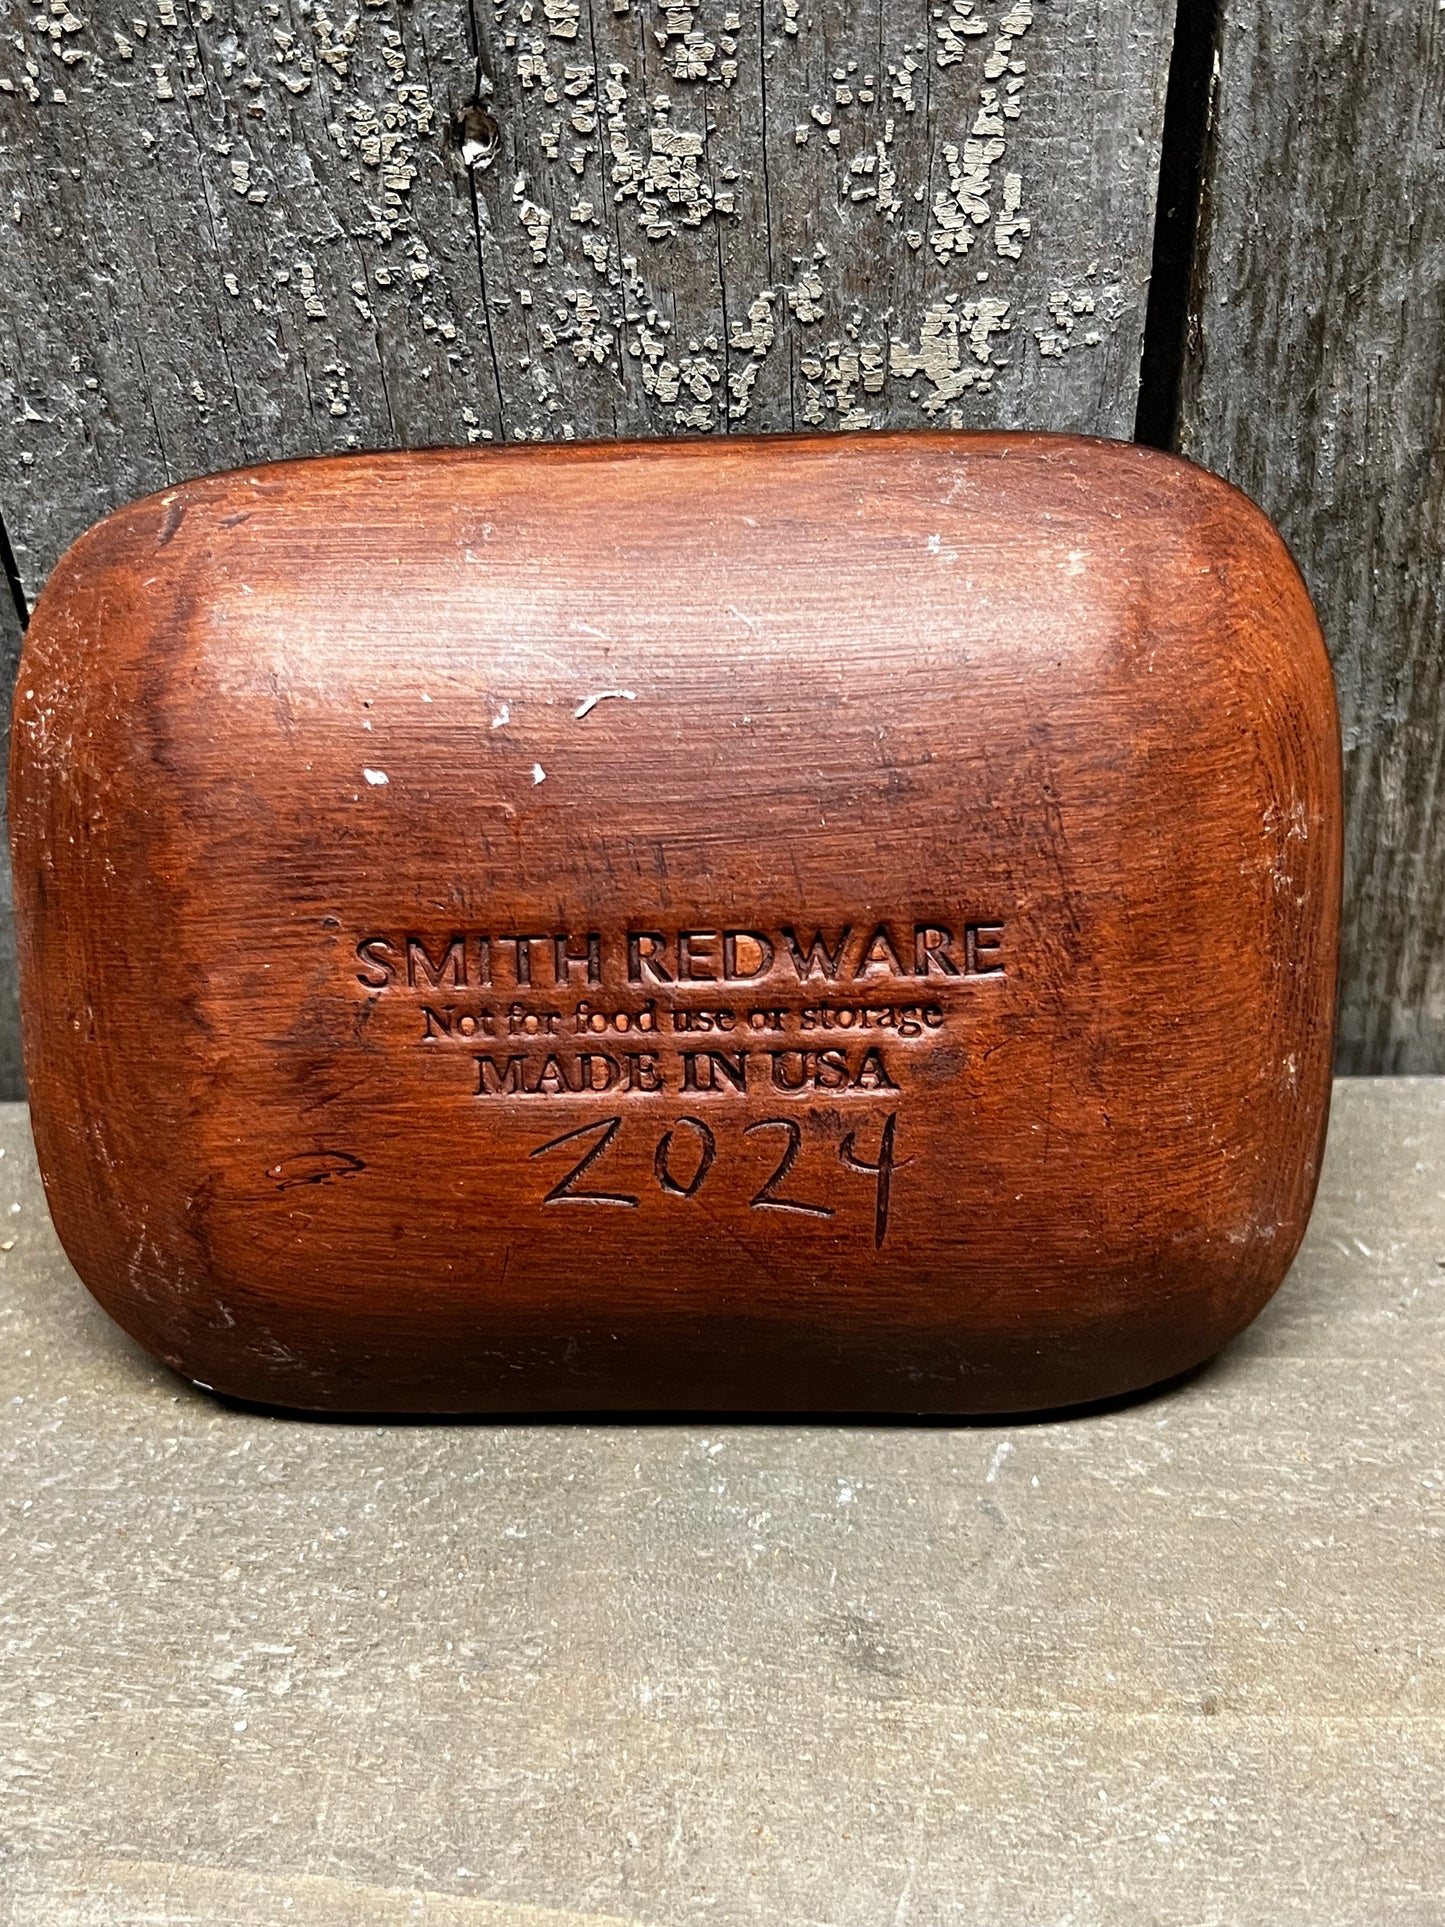 SMITH REDWARE
Not for food use or storage
MADE IN USA
2024